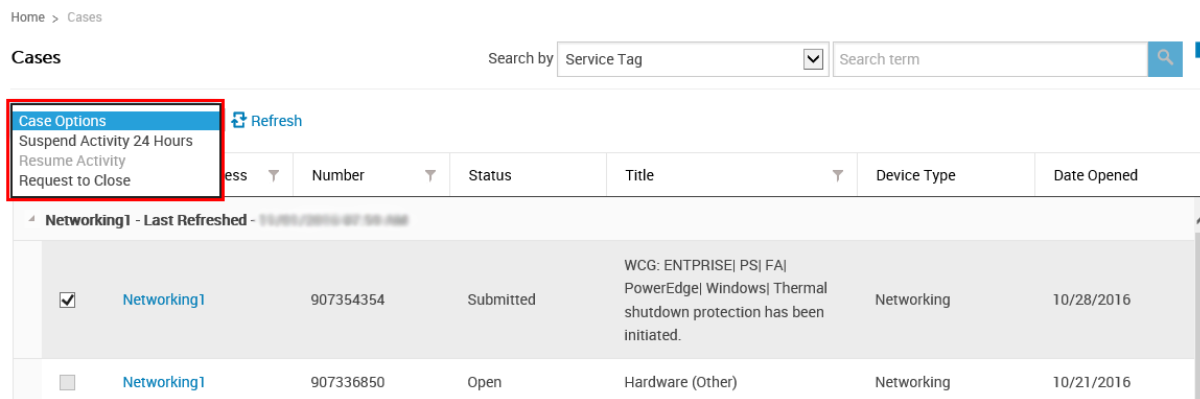 Home > Cases
Cases
Search by
Service Tag
Search term
Case Options
Suspend Activity 24 Hours
Resume Activity
Request to Close
Refresh
ess
Number
Status
Title
Device Type
Date Opened
Networking1 - Last Refreshed -
Networking1
907354354
Submitted
WCG: ENTPRISE| PS| FA|
PowerEdge| Windows| Thermal
shutdown protection has been
initiated.
Networking
10/28/2016
Networking1
907336850
Open
Hardware (Other)
Networking
10/21/2016